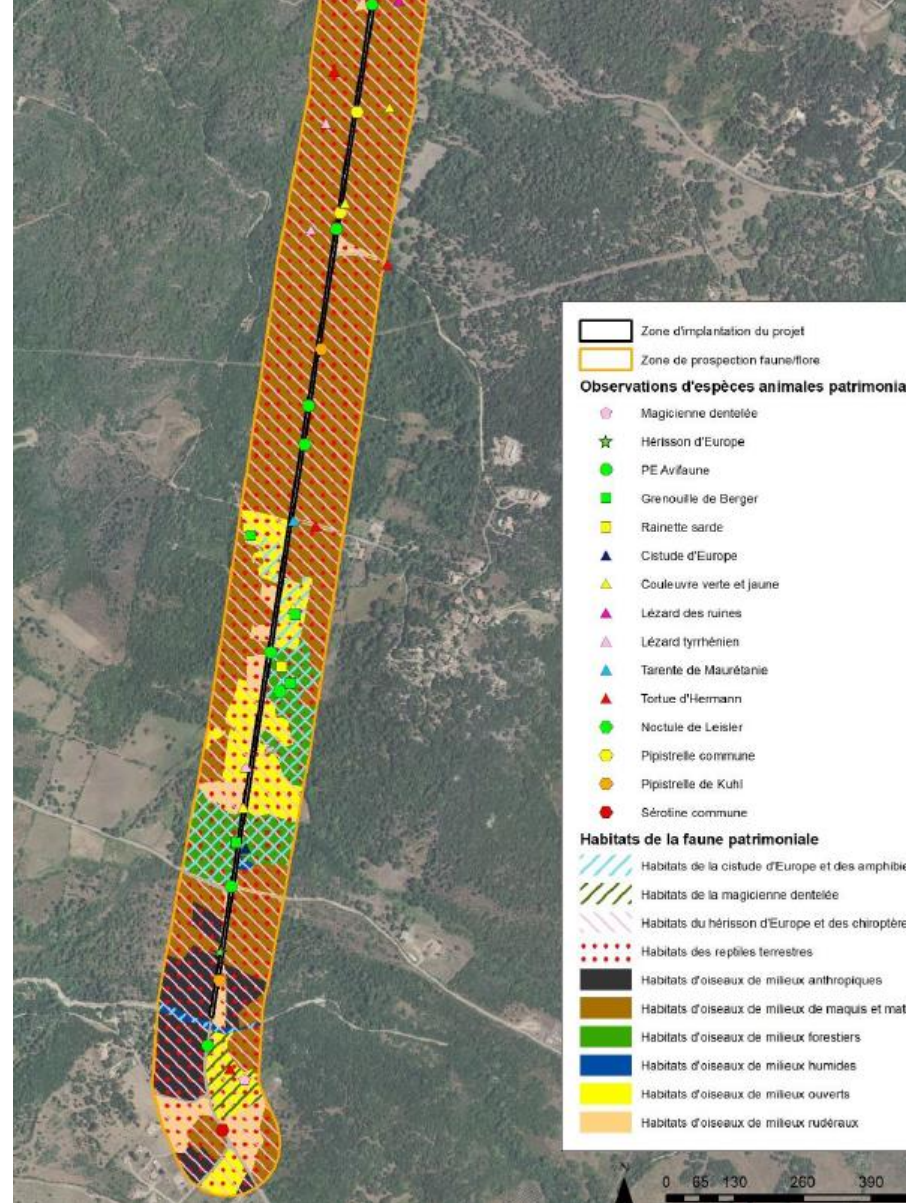 Zone d'implantation du projet
Zone de prospection faune/flore
Observations d'espèces animales patrimonia
Magicienne dentelée
Hérisson d'Europe
PE Avifaune
Grenouille de Berger
Rainette sarde
Cistude d'Europe
Couleuvre verte et jaune
Lézard des ruines
Lézard tyrrhénien
Tarente de Maurétanie
Tortue d'Hermann
Noctule de Leisler
Pipistrelle commune
Pipistrelle de Kuhl
Sérotine commune
Habitats de la faune patrimoniale
Habitats de la cistude d'Europe et des amphibie
Habitats de la magicienne dentelée
Habitats du hérisson d'Europe et des chiroptère
Habitats des reptiles terrestres
Habitats d'oiseaux de milieux anthropiques
Habitats d'oiseaux de milieux de maquis et mat
Habitats d'oiseaux de milieux forestiers
Habitats d'oiseaux de milieux humides
Habitats d'oiseaux de milieux ouverts
Habitats d'oiseaux de milieux rudéraux
N
0 65 130 260 390